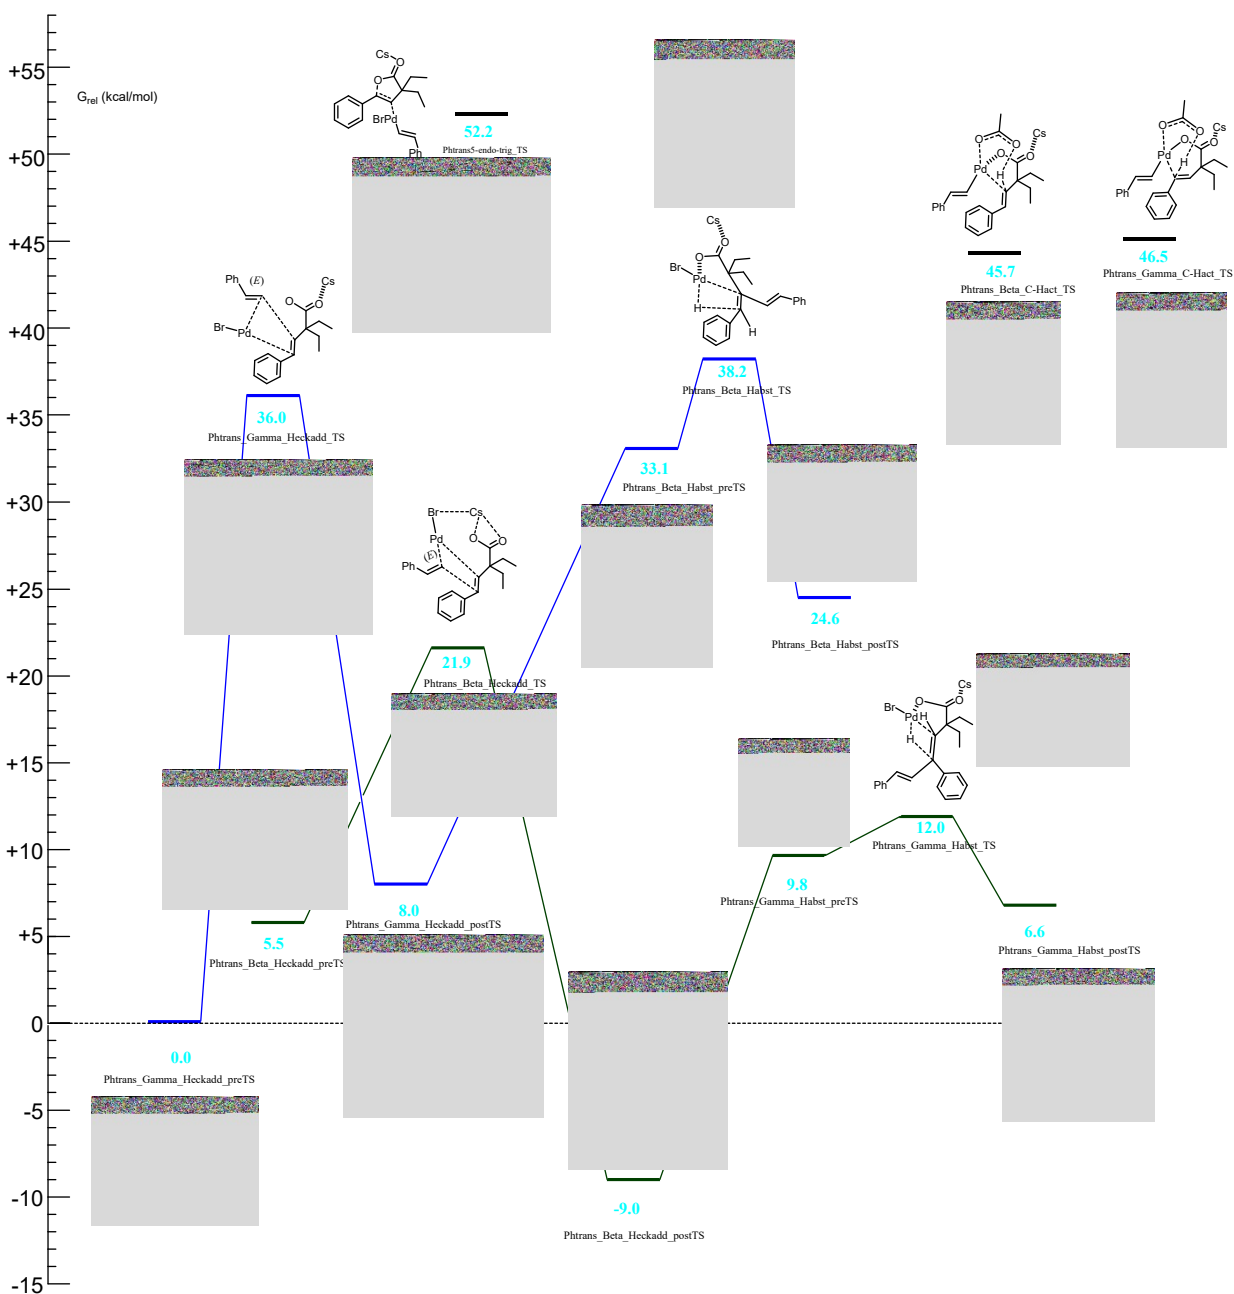 +55
G_rel (kcal/mol)
+50
+45
+40
+35
+30
+25
+20
+15
+10
+5
0
-5
-10
-15
Cs
O
O
BrPd
Ph
52.2
Phtrans5-endo-trig_TS
Cs
O
O
Br
Pd
H
Ph
H
38.2
Phtrans_Beta_Habst_TS
O
O
Cs
O
O
Pd
H
Ph
45.7
Phtrans_Beta_C-Hact_TS
O
O
Cs
O
O
Pd
H
Ph
46.5
Phtrans_Gamma_C-Hact_TS
Ph
(E)
Cs
O
O
Br
Pd
36.0
Phtrans_Gamma_Heckadd_TS
33.1
Phtrans_Beta_Habst_preTS
Br
Cs
Pd
O
O
(E)
Ph
21.9
Phtrans_Beta_Heckadd_TS
24.6
Phtrans_Beta_Habst_postTS
Cs
O
O
Br
Pd
H
H
Ph
12.0
Phtrans_Gamma_Habst_TS
9.8
Phtrans_Gamma_Habst_preTS
8.0
Phtrans_Gamma_Heckadd_postTS
5.5
Phtrans_Beta_Heckadd_preTS
6.6
Phtrans_Gamma_Habst_postTS
0.0
Phtrans_Gamma_Heckadd_preTS
-9.0
Phtrans_Beta_Heckadd_postTS